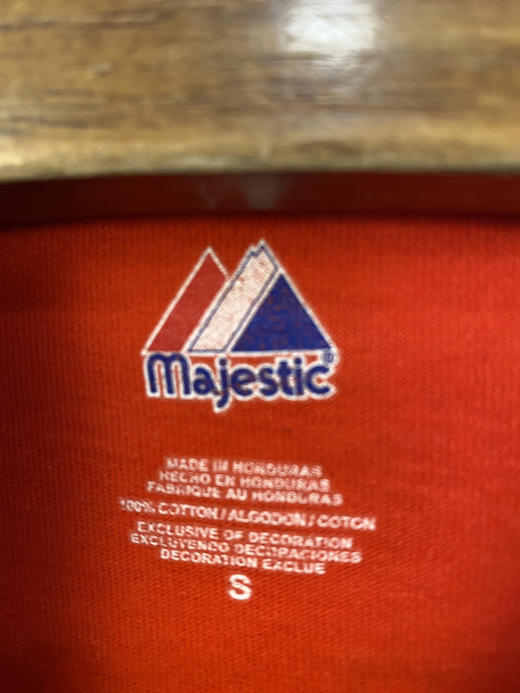 Majestic®
MADE IN HONDURAS
HECHO EN HONDURAS
FABRIQUE AU HONDURAS
100% COTTON / ALGODON / COTON
EXCLUSIVE OF DECORATION
EXCLUYENDO DECORACIONES
DECORATION EXCLUE
S